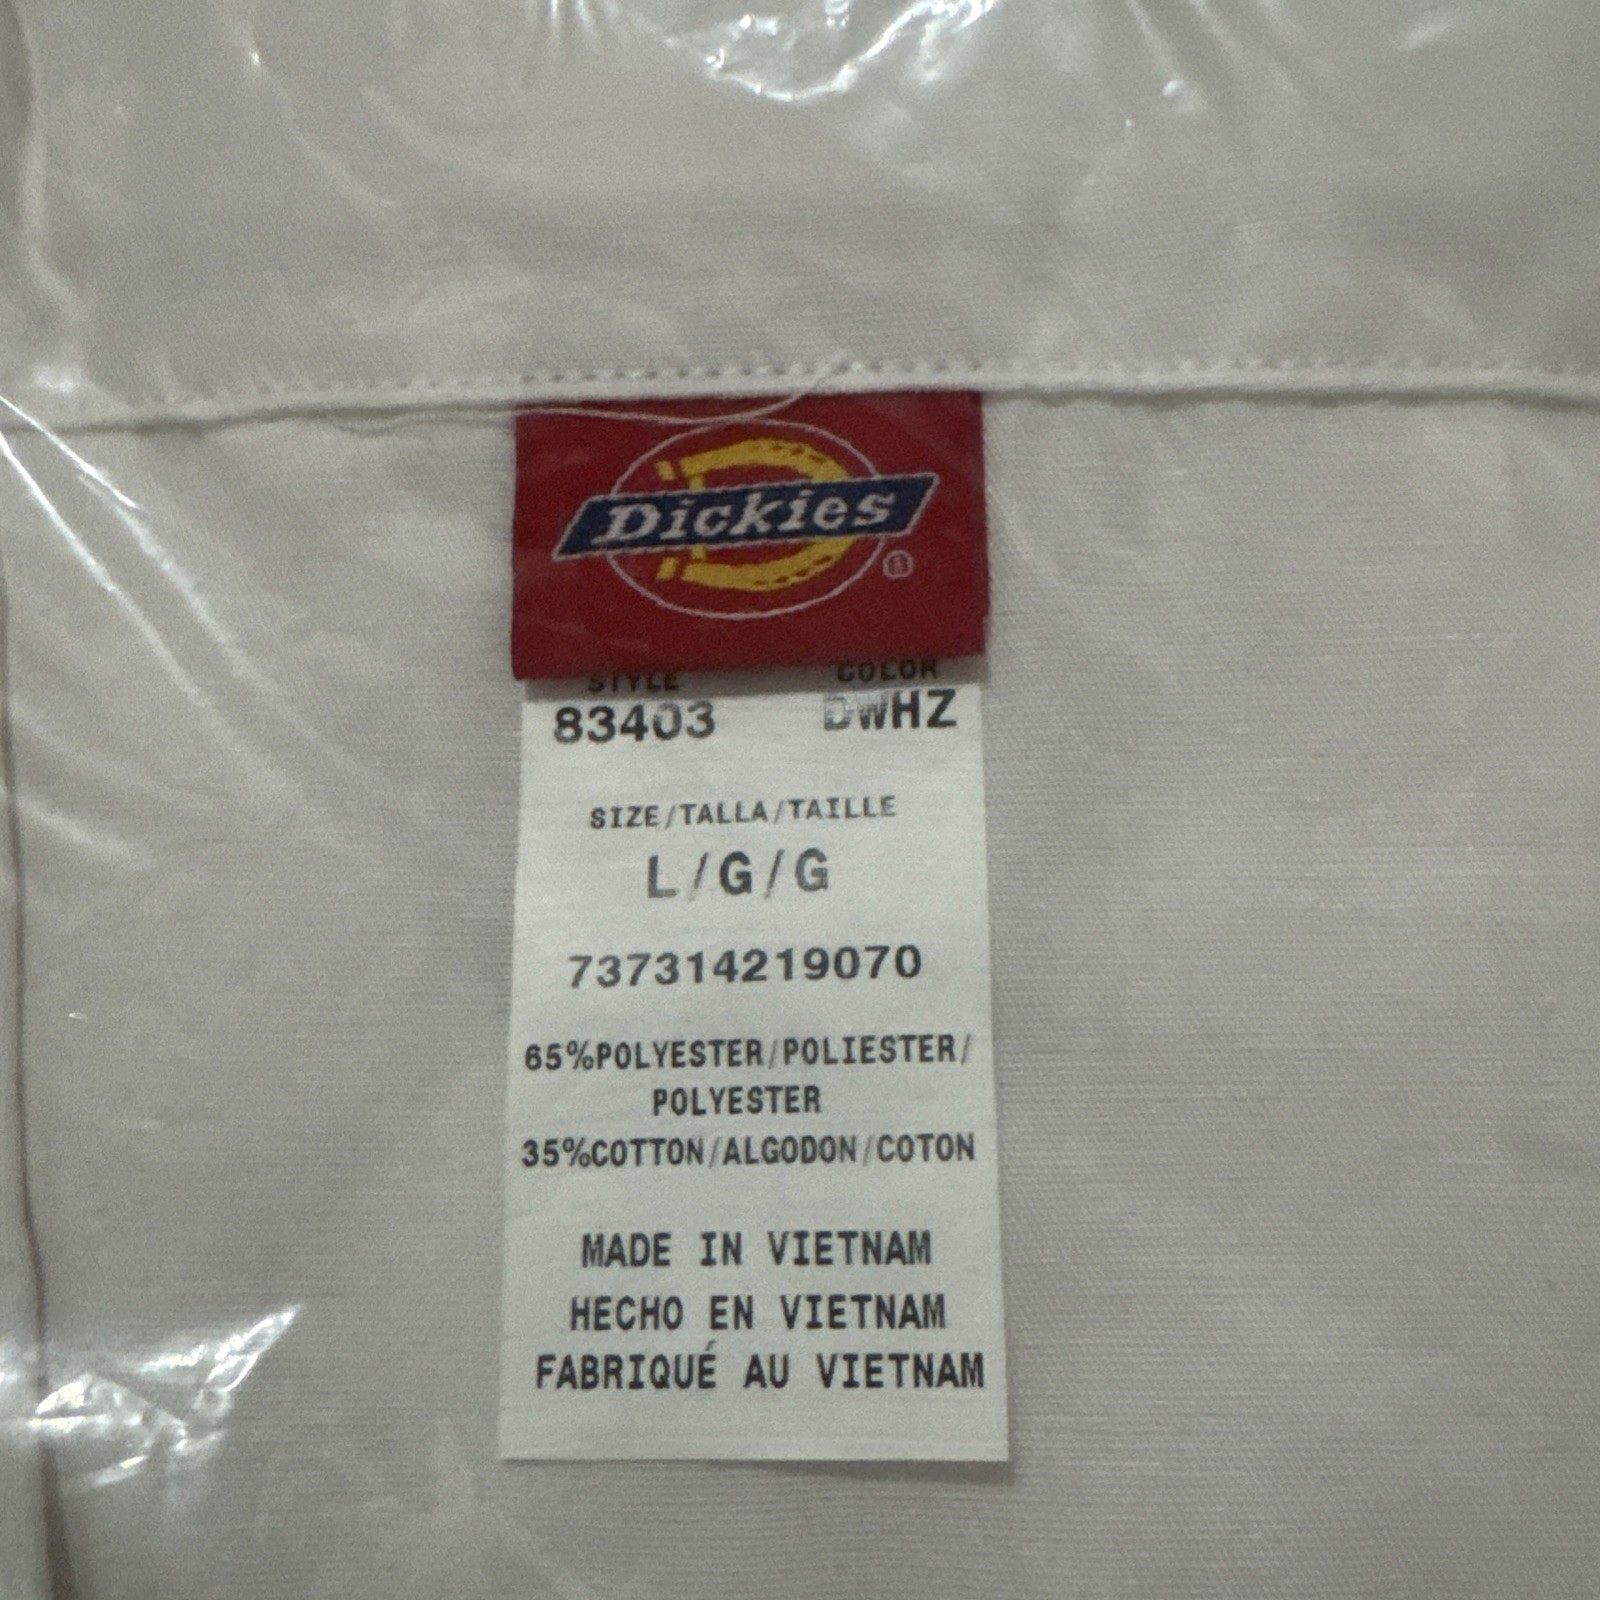 Dickies
®
STYLE COLOR
83403 DWHZ
SIZE/TALLA/TAILLE
L/G/G
737314219070
65%POLYESTER/POLIESTER/
POLYESTER
35%COTTON/ALGODON/COTON
MADE IN VIETNAM
HECHO EN VIETNAM
FABRIQUÉ AU VIETNAM